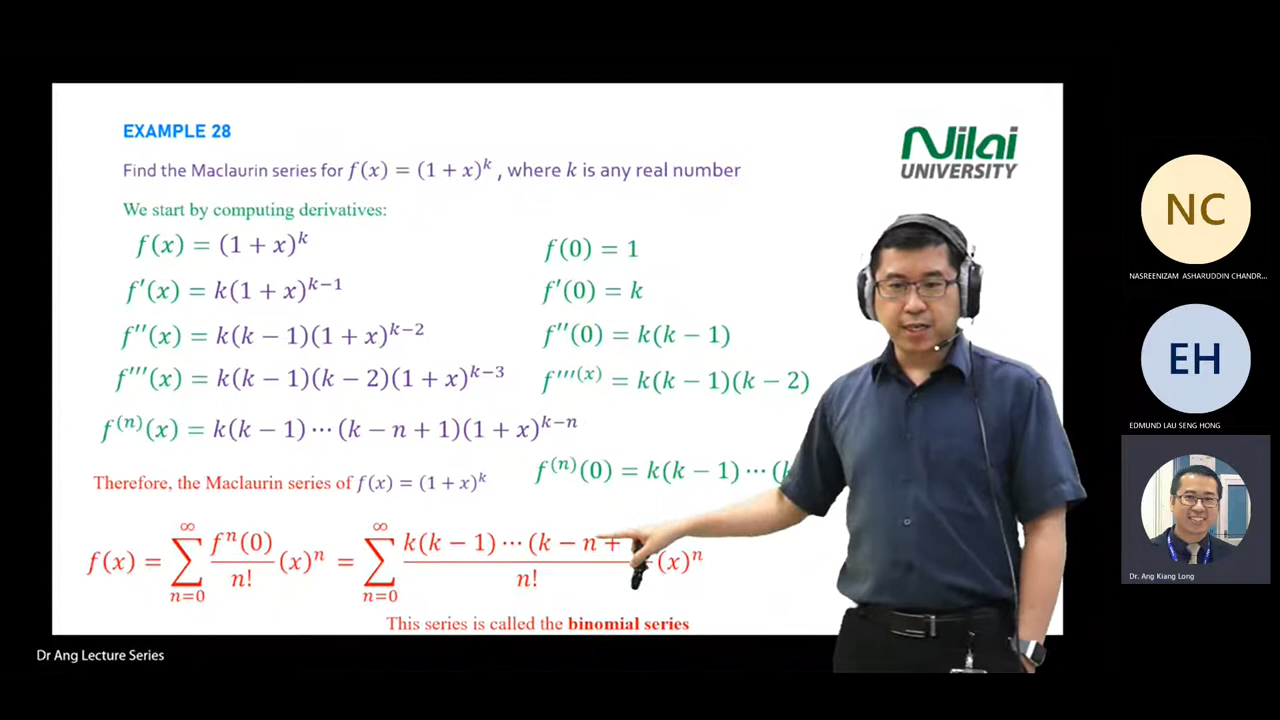 EXAMPLE 28
Nilai
UNIVERSITY
Find the Maclaurin series for f(x) = (1 + x)^k , where k is any real number
We start by computing derivatives:
f(x) = (1 + x)^k
f(0) = 1
f′(x) = k(1 + x)^{k−1}
f′(0) = k
f′′(x) = k(k − 1)(1 + x)^{k−2}
f′′(0) = k(k − 1)
f′′′(x) = k(k − 1)(k − 2)(1 + x)^{k−3}
f′′′^{(x)} = k(k − 1)(k − 2)
f^{(n)}(x) = k(k − 1) ⋯ (k − n + 1)(1 + x)^{k−n}
f^{(n)}(0) = k(k − 1) ⋯ (k
Therefore, the Maclaurin series of f(x) = (1 + x)^k
f(x) = ∑_{n=0}^{∞} f^n(0)/n! (x)^n = ∑_{n=0}^{∞} k(k − 1) ⋯ (k − n + /n! (x)^n
This series is called the binomial series
Dr Ang Lecture Series
NC
NASREENIZAM ASHARUDDIN CHANDR...
EH
EDMUND LAU SENG HONG
Dr. Ang Kiang Long